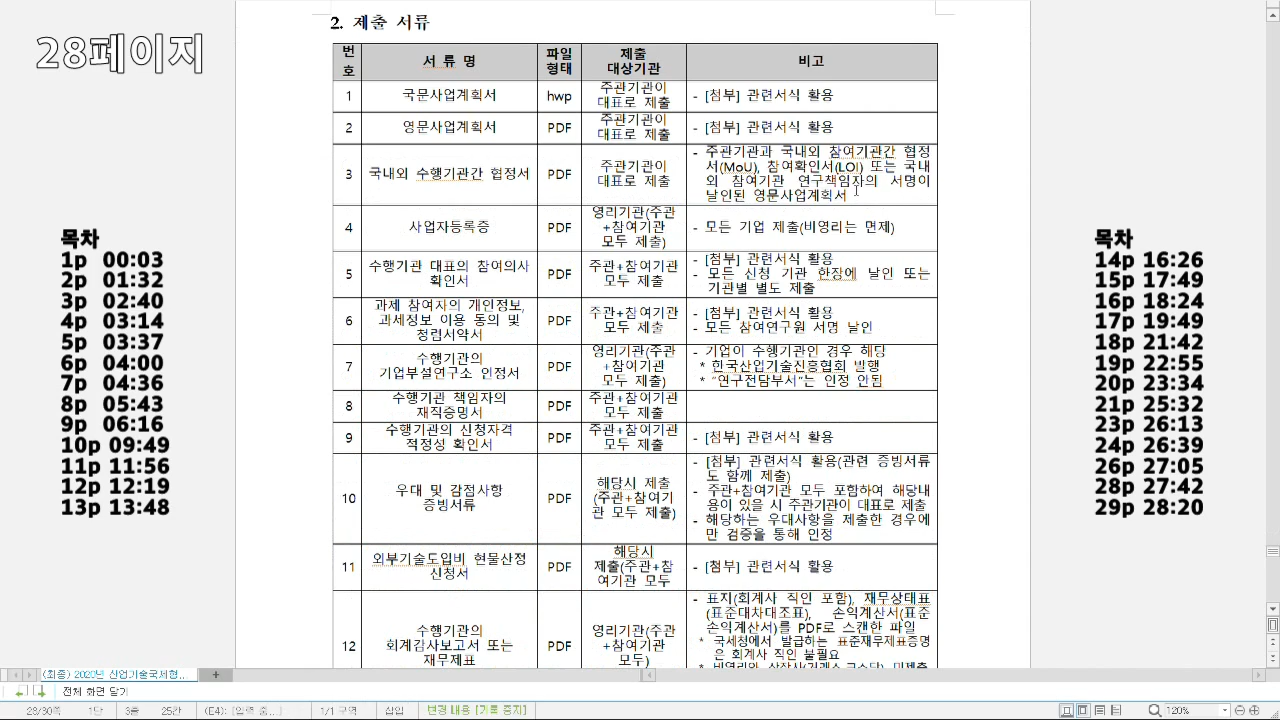 28페이지
2. 제출 서류
번호 서 류 명 파일형태 제출 대상기관 비고
1 국문사업계획서 hwp 주관기관이 대표로 제출 - [첨부] 관련서식 활용
2 영문사업계획서 PDF 주관기관이 대표로 제출 - [첨부] 관련서식 활용
3 국내외 수행기관간 협정서 PDF 주관기관이 대표로 제출
- 주관기관과 국내외 참여기관간 협정
서(MoU), 참여확인서(LOI) 또는 국내
외 참여기관 연구책임자의 서명이
날인된 영문사업계획서
4 사업자등록증 PDF 영리기관(주관+참여기관 모두 제출) - 모든 기업 제출(비영리는 면제)
5 수행기관 대표의 참여의사 확인서 PDF 주관+참여기관 모두 제출
- [첨부] 관련서식 활용
- 모든 신청 기관 한장에 날인 또는
기관별 별도 제출
6 과제 참여자의 개인정보, 과세정보 이용 동의 및 청렴서약서 PDF 주관+참여기관 모두 제출
- [첨부] 관련서식 활용
- 모든 참여연구원 서명 날인
7 수행기관의 기업부설연구소 인정서 PDF 영리기관(주관+참여기관 모두 제출)
- 기업이 수행기관인 경우 해당
* 한국산업기술진흥협회 발행
* "연구전담부서"는 인정 안됨
8 수행기관 책임자의 재직증명서 PDF 주관+참여기관 모두 제출
9 수행기관의 신청자격 적정성 확인서 PDF 주관+참여기관 모두 제출 - [첨부] 관련서식 활용
10 우대 및 감점사항 증빙서류 PDF 해당시 제출 (주관+참여기관 모두 제출)
- [첨부] 관련서식 활용(관련 증빙서류
도 함께 제출)
- 주관+참여기관 모두 포함하여 해당내
용이 있을 시 주관기관이 대표로 제출
- 해당하는 우대사항을 제출한 경우에
만 검증을 통해 인정
11 외부기술도입비 현물산정 신청서 PDF 해당시 제출(주관+참여기관 모두 - [첨부] 관련서식 활용
12 수행기관의 회계감사보고서 또는 재무제표 PDF 영리기관(주관+참여기관 모두)
- 표지(회계사 직인 포함), 재무상태표
(표준대차대조표), 손익계산서(표준
손익계산서)를 PDF로 스캔한 파일
* 국세청에서 발급하는 표준재무제표증명
은 회계사 직인 불필요
목차
1p 00:03
2p 01:32
3p 02:40
4p 03:14
5p 03:37
6p 04:00
7p 04:36
8p 05:43
9p 06:16
10p 09:49
11p 11:56
12p 12:19
13p 13:48
목차
14p 16:26
15p 17:49
16p 18:24
17p 19:49
18p 21:42
19p 22:55
20p 23:34
21p 25:32
23p 26:13
24p 26:39
26p 27:05
28p 27:42
29p 28:20
(최종) 2020년 산업기술국제협...
전체 화면 닫기
1단 3줄 25칸 (E4): [입력 중... 1/1 구역 삽입 변경 내용 [기록 중지] 120%